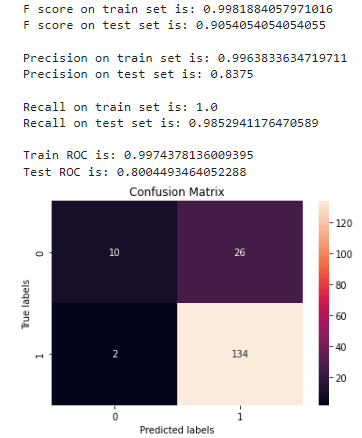 F score on train set is: 0.9981884057971016
F score on test set is: 0.9054054054054055
Precision on train set is: 0.9963833634719711
Precision on test set is: 0.8375
Recall on train set is: 1.0
Recall on test set is: 0.9852941176470589
Train ROC is: 0.9974378136009395
Test ROC is: 0.8004493464052288
Confusion Matrix
True labels
0
10
26
1
2
134
0
1
Predicted labels
120
100
80
60
40
20